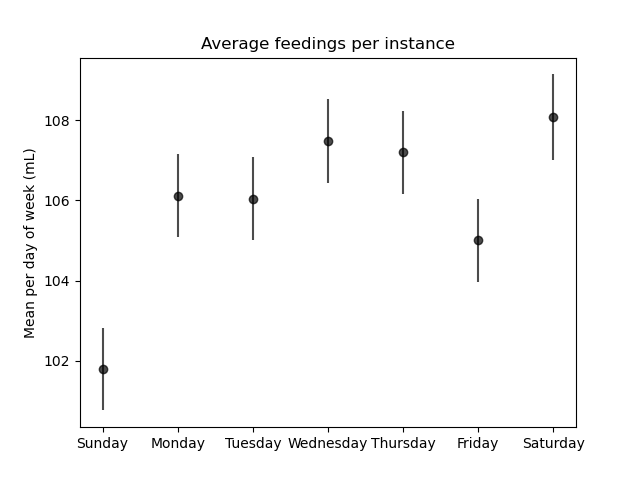 Average feedings per instance
Mean per day of week (mL)
108
106
104
102
Sunday Monday Tuesday Wednesday Thursday Friday Saturday